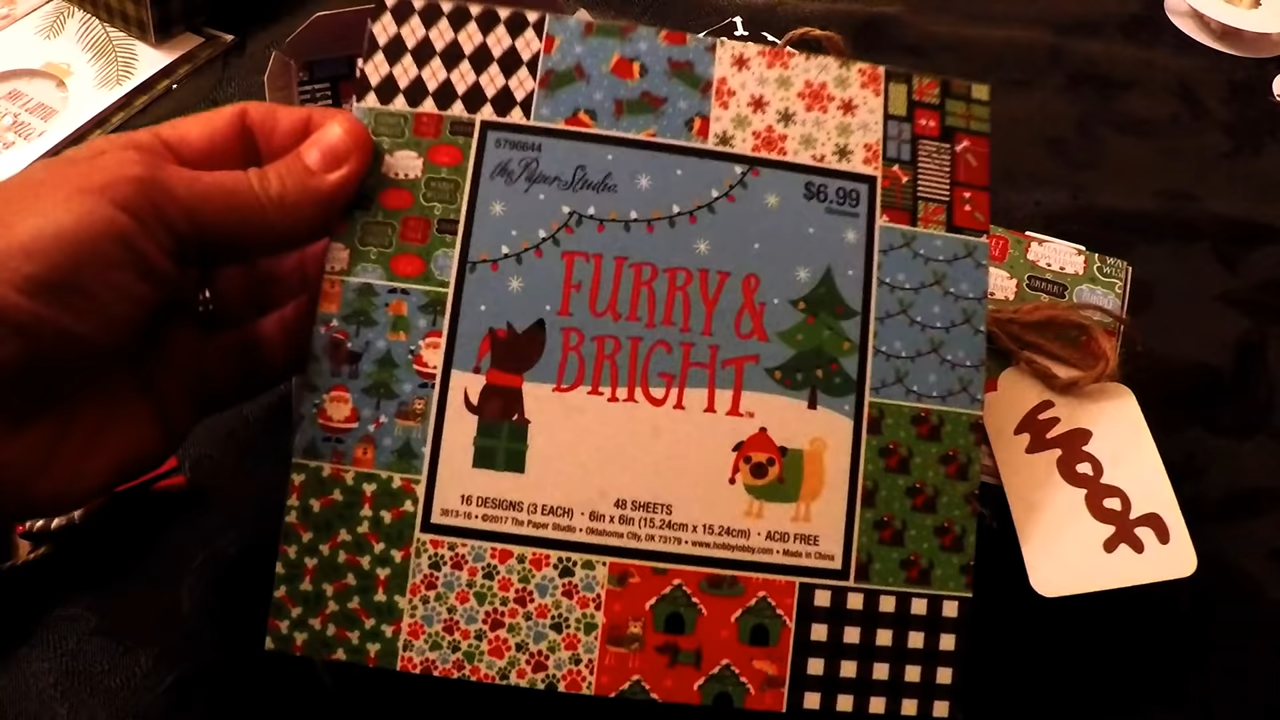 5796644
the Paper Studio
$6.99
FURRY &
BRIGHT™
16 DESIGNS (3 EACH) • 48 SHEETS
6in x 6in (15.24cm x 15.24cm) • ACID FREE
3813-16 • ©2017 The Paper Studio • Oklahoma City, OK 73179 • www.hobbylobby.com • Made in China
BRRRR!
WOOF